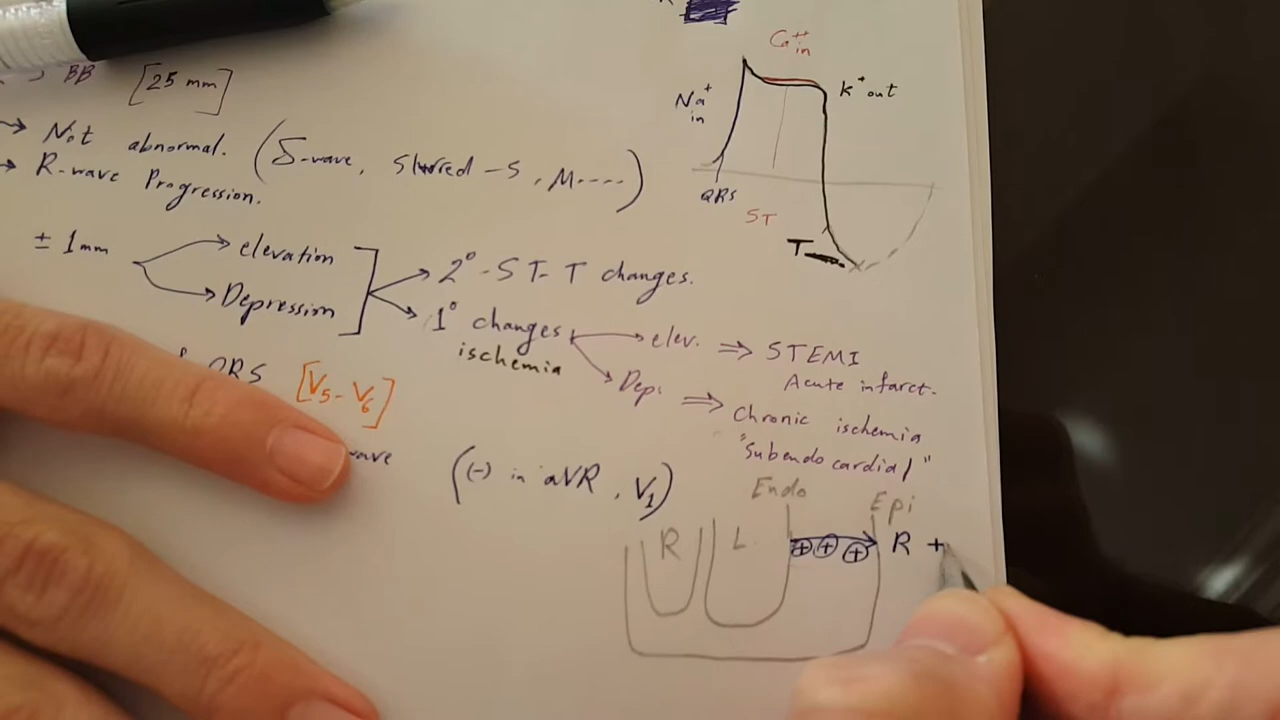 BB [25 mm]
Ca++ in
Na+ in
K+ out
→ Not abnormal. (δ-wave, slurred -S, M.....)
→ R-wave Progression.
QRS
ST
T
± 1mm
elevation
Depression
2° - ST-T changes.
1° changes
ischemia
elev. ⇒ STEMI
Acute infarct.
Dep. ⇒ Chronic ischemia
"Subendocardial"
QRS [V5 - V6]
wave
((-) in aVR, V1)
Endo
Epi
R
L
⊕ ⊕ ⊕
R +